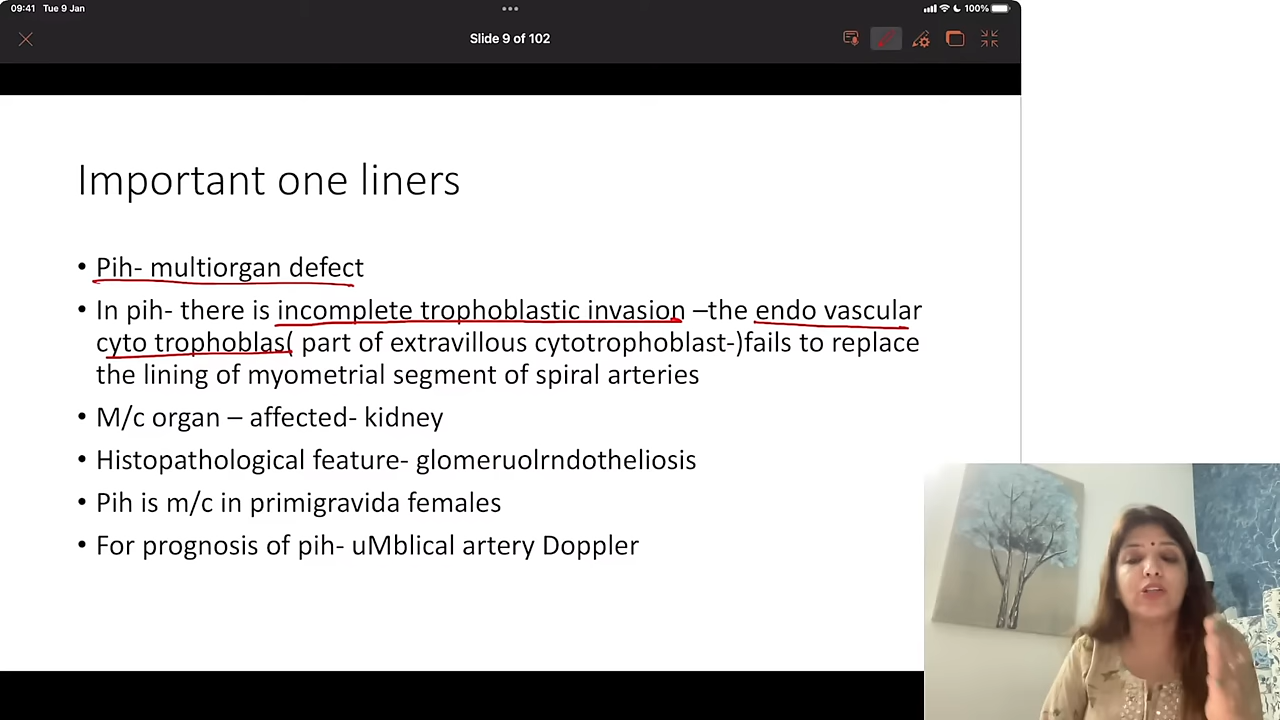 09:41 Tue 9 Jan
100%
Slide 9 of 102
Important one liners
• Pih- multiorgan defect
• In pih- there is incomplete trophoblastic invasion –the endo vascular
cyto trophoblas( part of extravillous cytotrophoblast-)fails to replace
the lining of myometrial segment of spiral arteries
• M/c organ – affected- kidney
• Histopathological feature- glomeruolrndotheliosis
• Pih is m/c in primigravida females
• For prognosis of pih- uMblical artery Doppler